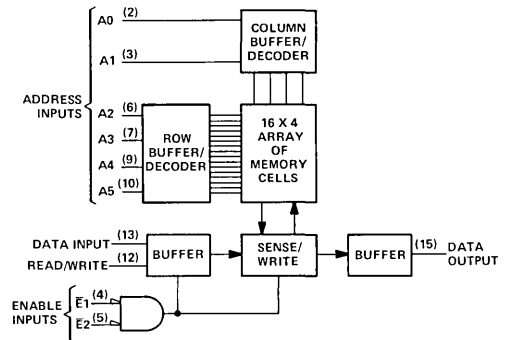 A0 (2)
A1 (3)
COLUMN
BUFFER/
DECODER
ADDRESS
INPUTS
A2 (6)
A3 (7)
A4 (9)
A5 (10)
ROW
BUFFER/
DECODER
16 X 4
ARRAY
OF
MEMORY
CELLS
DATA INPUT (13)
READ/WRITE (12)
BUFFER
SENSE/
WRITE
BUFFER
(15) DATA
OUTPUT
ENABLE
INPUTS
E̅1 (4)
E̅2 (5)